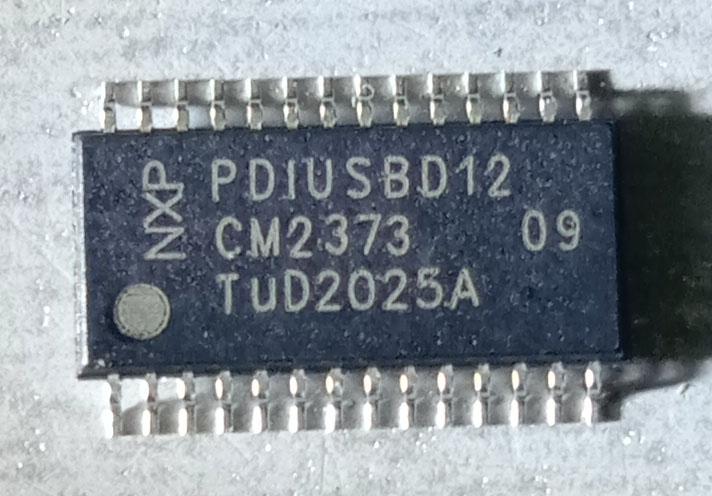 NXP
PDIUSBD12
CM2373 09
TUD2025A